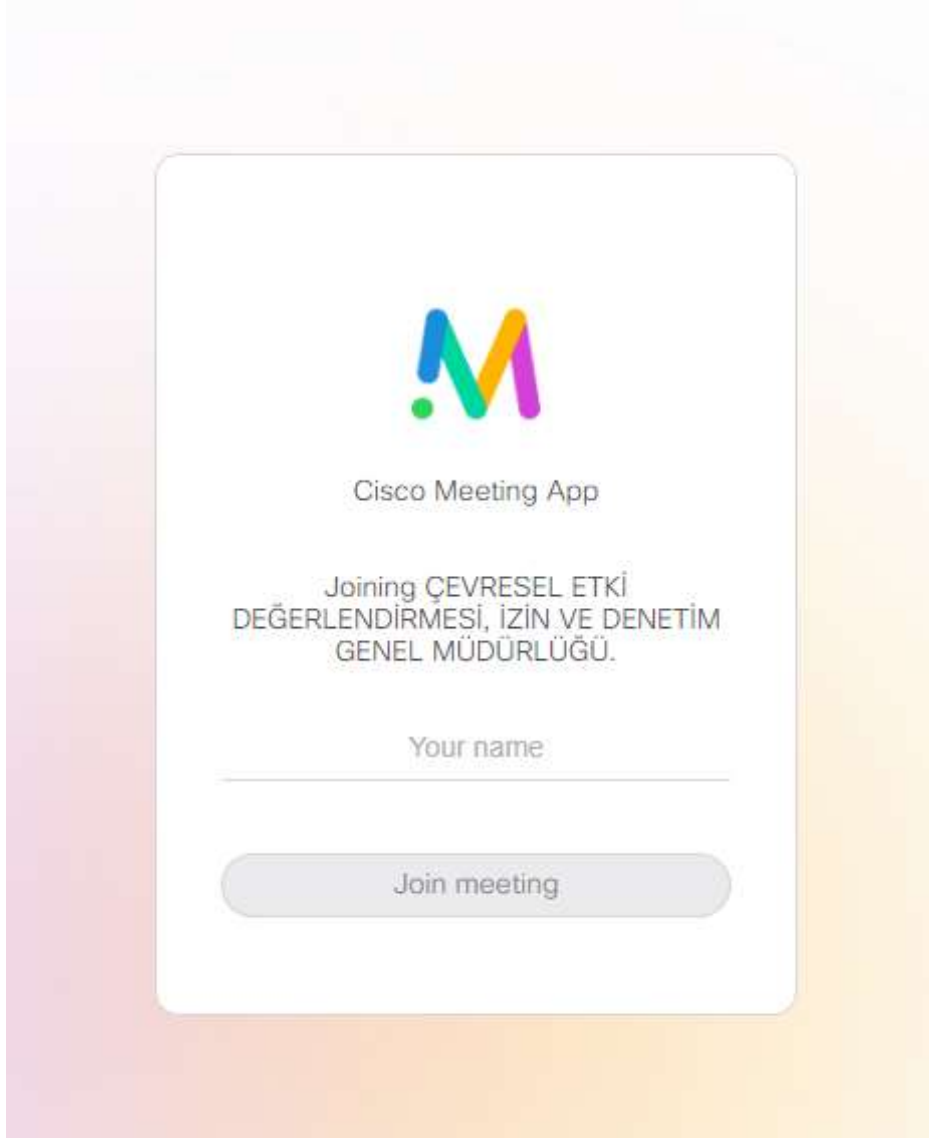 Cisco Meeting App
Joining ÇEVRESEL ETKİ
DEĞERLENDİRMESİ, İZİN VE DENETİM
GENEL MÜDÜRLÜĞÜ.
Your name
Join meeting